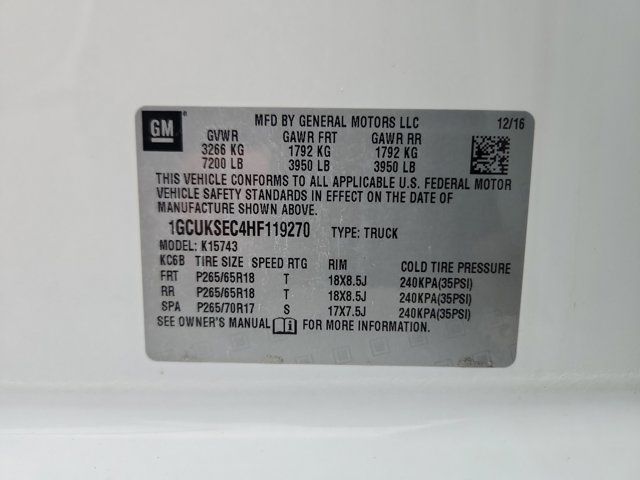 GM
MFD BY GENERAL MOTORS LLC 12/16
GVWR GAWR FRT GAWR RR
3266 KG 1792 KG 1792 KG
7200 LB 3950 LB 3950 LB
THIS VEHICLE CONFORMS TO ALL APPLICABLE U.S. FEDERAL MOTOR
VEHICLE SAFETY STANDARDS IN EFFECT ON THE DATE OF
MANUFACTURE SHOWN ABOVE.
1GCUKSEC4HF119270 TYPE: TRUCK
MODEL: K15743
KC6B TIRE SIZE SPEED RTG RIM COLD TIRE PRESSURE
FRT P265/65R18 T 18X8.5J 240KPA(35PSI)
RR P265/65R18 T 18X8.5J 240KPA(35PSI)
SPA P265/70R17 S 17X7.5J 240KPA(35PSI)
SEE OWNER'S MANUAL FOR MORE INFORMATION.